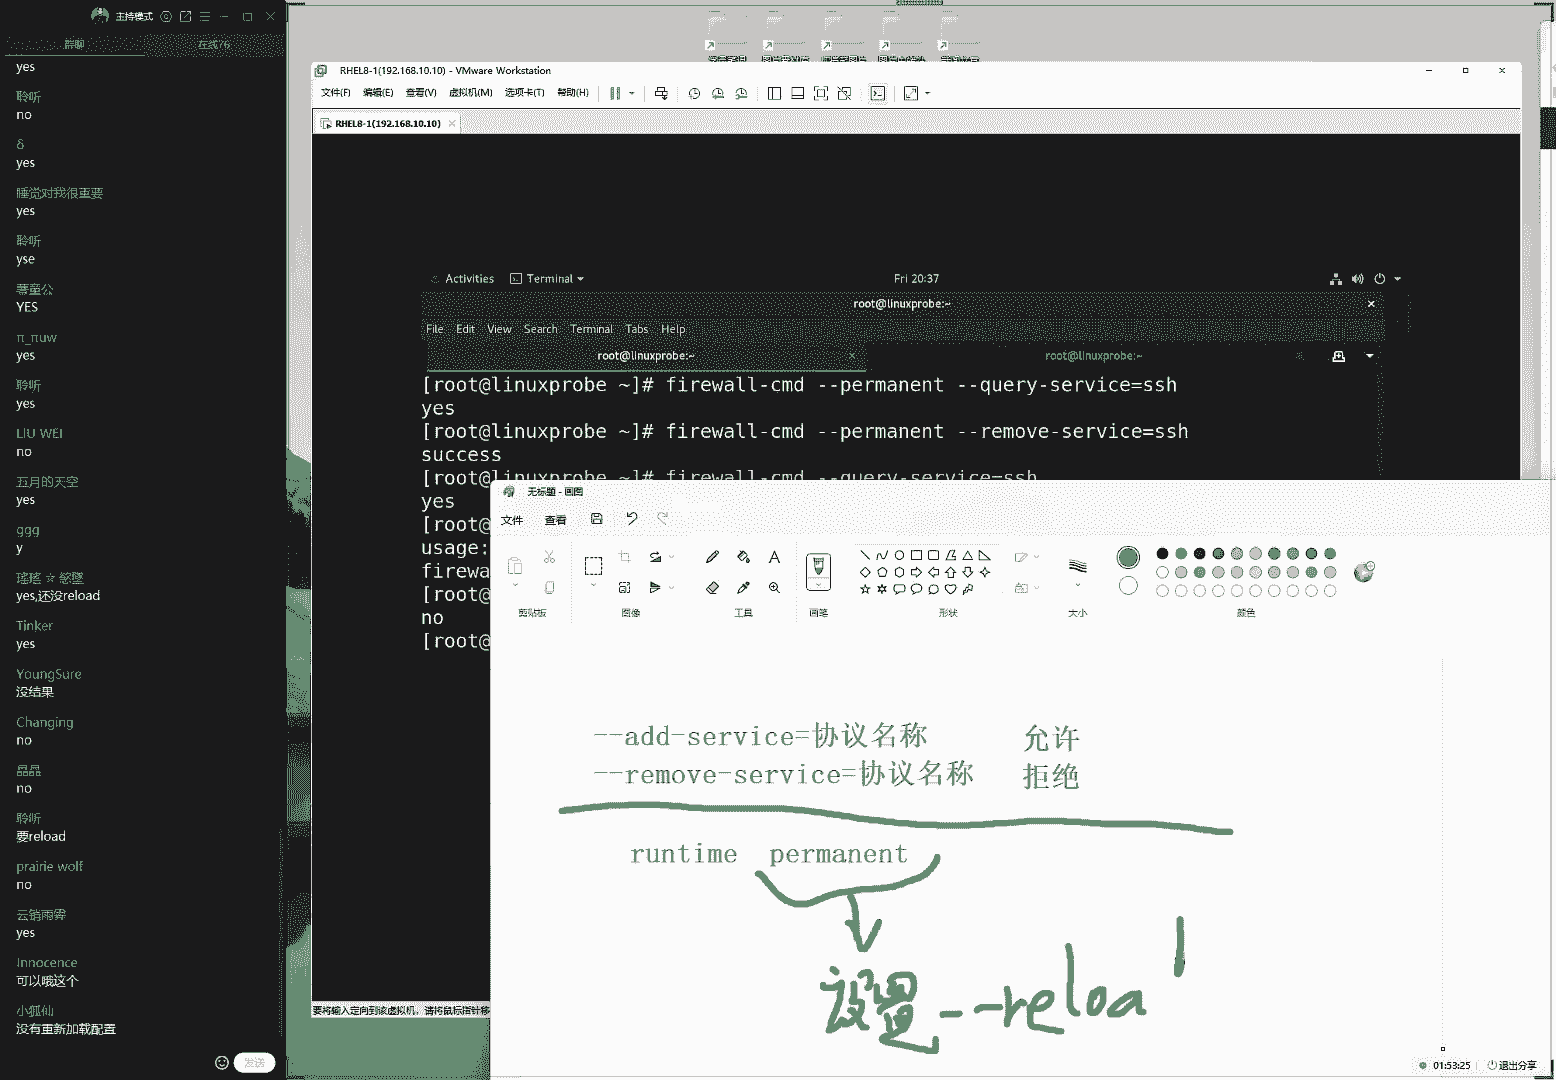 主持模式
群聊
在线76
yes
聆听
no
δ
yes
睡觉对我很重要
yes
聆听
yse
YES
π_πuw
yes
聆听
yes
LIU WEI
no
五月的天空
yes
ggg
y
yes,还没reload
Tinker
yes
YoungSure
没结果
Changing
no
no
聆听
要reload
prairie wolf
no
云销雨霁
yes
Innocence
可以哦这个
小狐仙
没有重新加载配置
发送
RHEL8-1(192.168.10.10) - VMware Workstation
文件(F) 编辑(E) 查看(V) 虚拟机(M) 选项卡(T) 帮助(H)
RHEL8-1(192.168.10.10)
Activities Terminal Fri 20:37
root@linuxprobe:~
File Edit View Search Terminal Tabs Help
root@linuxprobe:~ root@linuxprobe:~
[root@linuxprobe ~]# firewall-cmd --permanent --query-service=ssh
yes
[root@linuxprobe ~]# firewall-cmd --permanent --remove-service=ssh
success
[root@linuxprobe ~]# firewall-cmd --query-service=ssh
yes
[root@
usage:
firewa
[root@
no
[root@
要将输入定向到该虚拟机，请将鼠标指针移
无标题 - 画图
文件 查看
剪贴板 图像 工具 画笔 形状 大小 颜色
--add-service=协议名称 允许
--remove-service=协议名称 拒绝
runtime permanent
设置 --reloa
01:53:25 退出分享